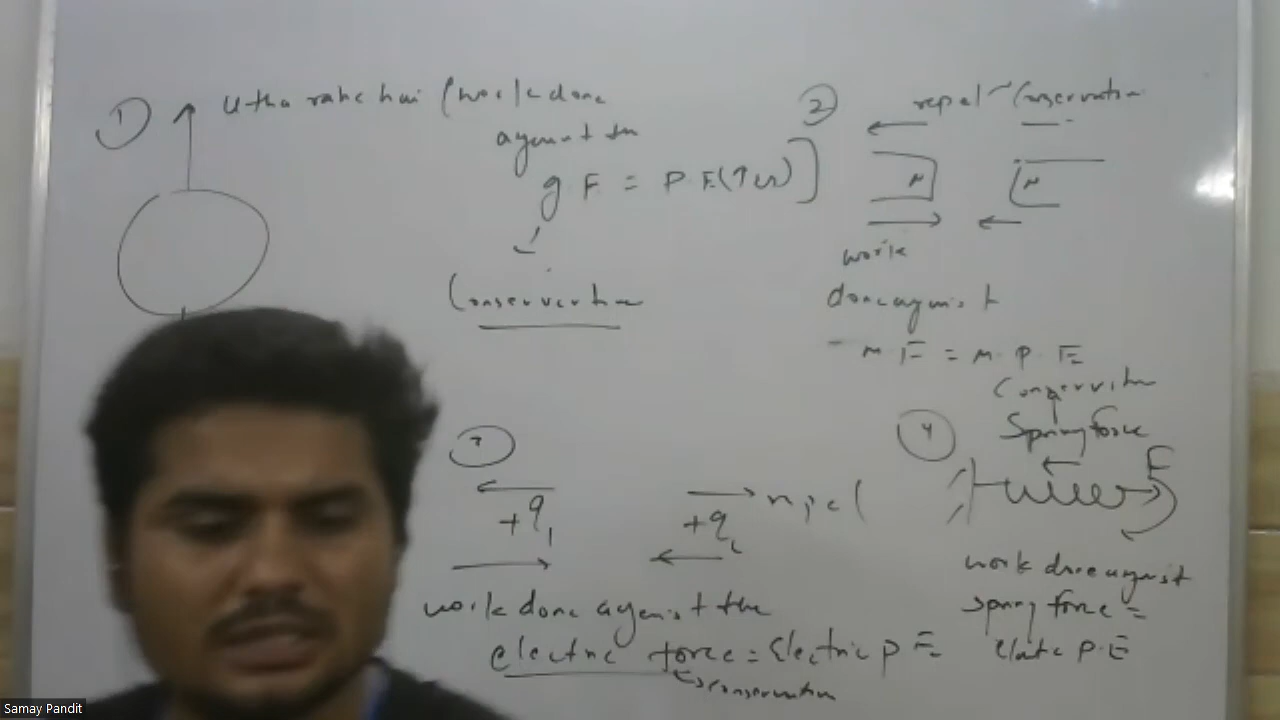 1 Utha rahe hai (work done
against the
g F = P.E.(↑es)]
Conservative
2 repel Conservative
N N
work
done against
M F = M. P. E
3
+q1 +q2 repel
work done against the
electric force = Electric P E
Conservative
4 Conservative
Spring force
F
work done against
spring force =
elastic P.E
Samay Pandit